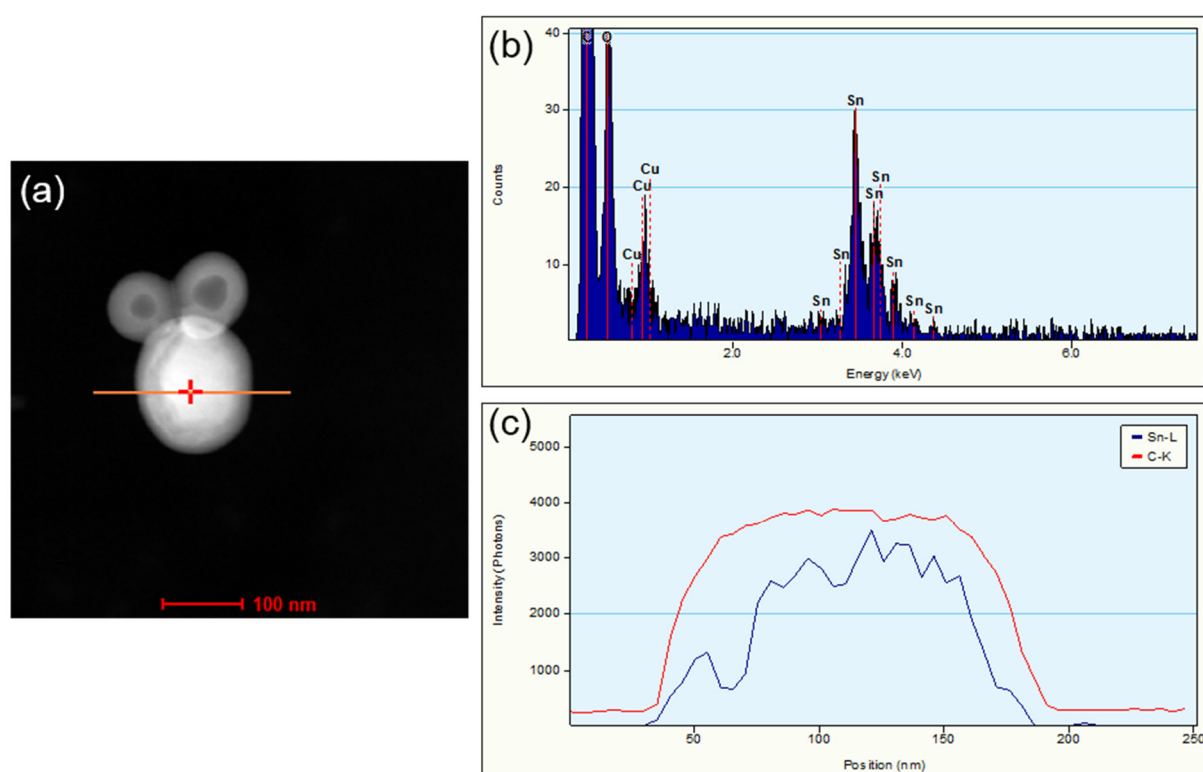 (a)
100 nm
(b)
40
30
20
10
Counts
C
O
Cu
Cu
Cu
Sn
Sn
Sn
Sn
Sn
Sn
Sn
Sn
2.0
4.0
6.0
Energy (keV)
(c)
5000
4000
3000
2000
1000
Intensity (Photons)
Sn-L
C-K
50
100
150
200
250
Position (nm)